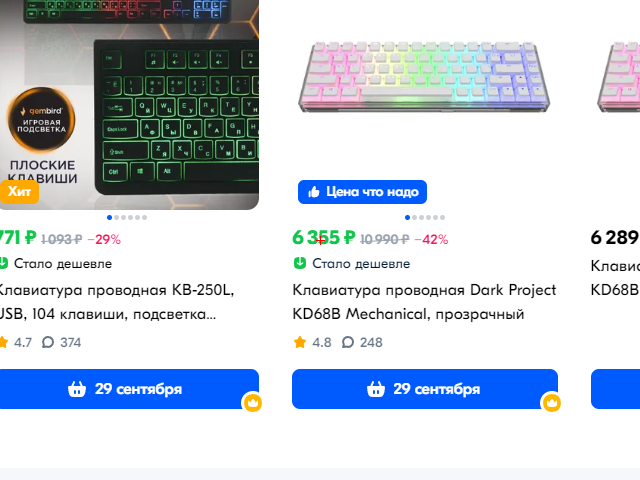 gembird
ИГРОВАЯ
ПОДСВЕТКА
ПЛОСКИЕ
КЛАВИШИ
Хит
771 ₽ 1 093 ₽ −29%
Стало дешевле
Клавиатура проводная KB-250L,
USB, 104 клавиши, подсветка...
4.7 374
29 сентября
Цена что надо
6 355 ₽ 10 990 ₽ −42%
Стало дешевле
Клавиатура проводная Dark Project
KD68B Mechanical, прозрачный
4.8 248
29 сентября
6 289
Клавиа
KD68B